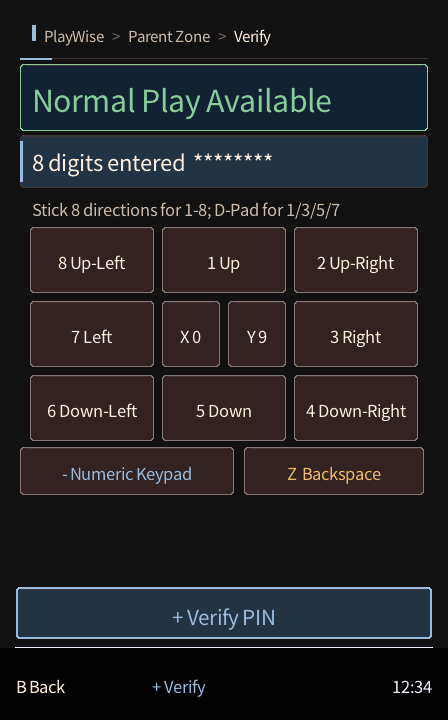 PlayWise > Parent Zone > Verify
Normal Play Available
8 digits entered ********
Stick 8 directions for 1-8; D-Pad for 1/3/5/7
8 Up-Left 1 Up 2 Up-Right
7 Left X 0 Y 9 3 Right
6 Down-Left 5 Down 4 Down-Right
- Numeric Keypad Z Backspace
+ Verify PIN
B Back + Verify 12:34